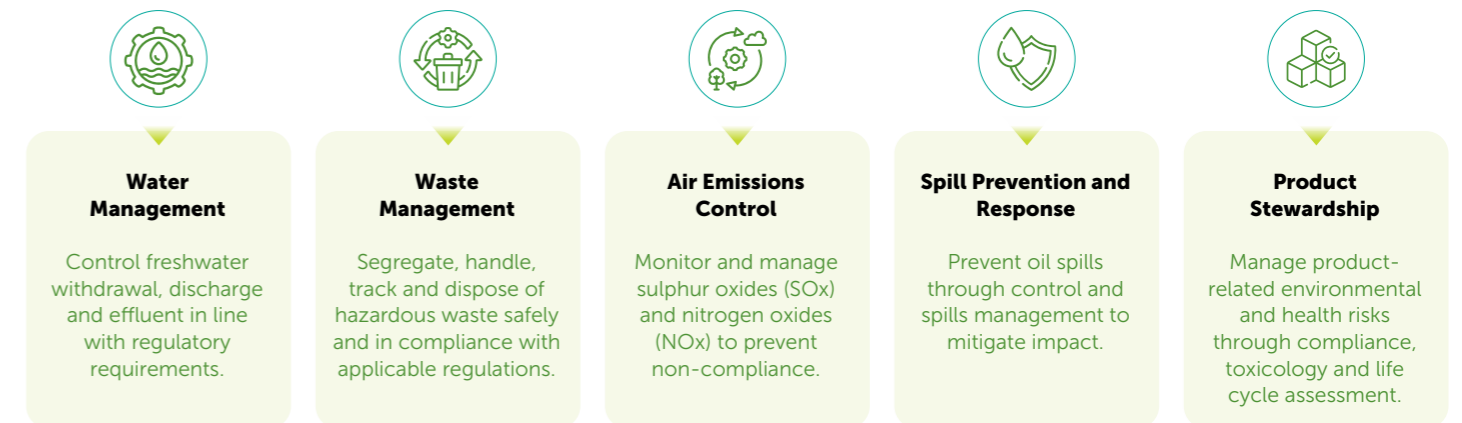 Water
Management
Control freshwater
withdrawal, discharge
and effluent in line
with regulatory
requirements.
Waste
Management
Segregate, handle,
track and dispose of
hazardous waste safely
and in compliance with
applicable regulations.
Air Emissions
Control
Monitor and manage
sulphur oxides (SOx)
and nitrogen oxides
(NOx) to prevent
non-compliance.
Spill Prevention and
Response
Prevent oil spills
through control and
spills management to
mitigate impact.
Product
Stewardship
Manage product-
related environmental
and health risks
through compliance,
toxicology and life
cycle assessment.